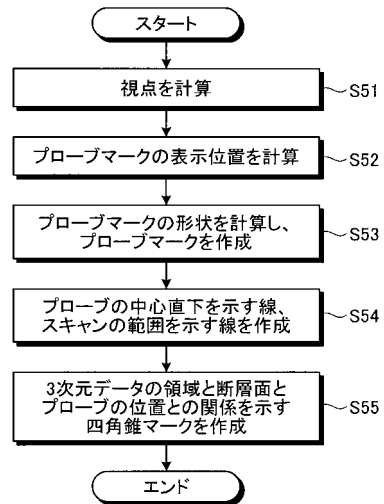 スタート
視点を計算
S51
プローブマークの表示位置を計算
S52
プローブマークの形状を計算し、
プローブマークを作成
S53
プローブの中心直下を示す線、
スキャンの範囲を示す線を作成
S54
3次元データの領域と断層面と
プローブの位置との関係を示す
四角錐マークを作成
S55
エンド